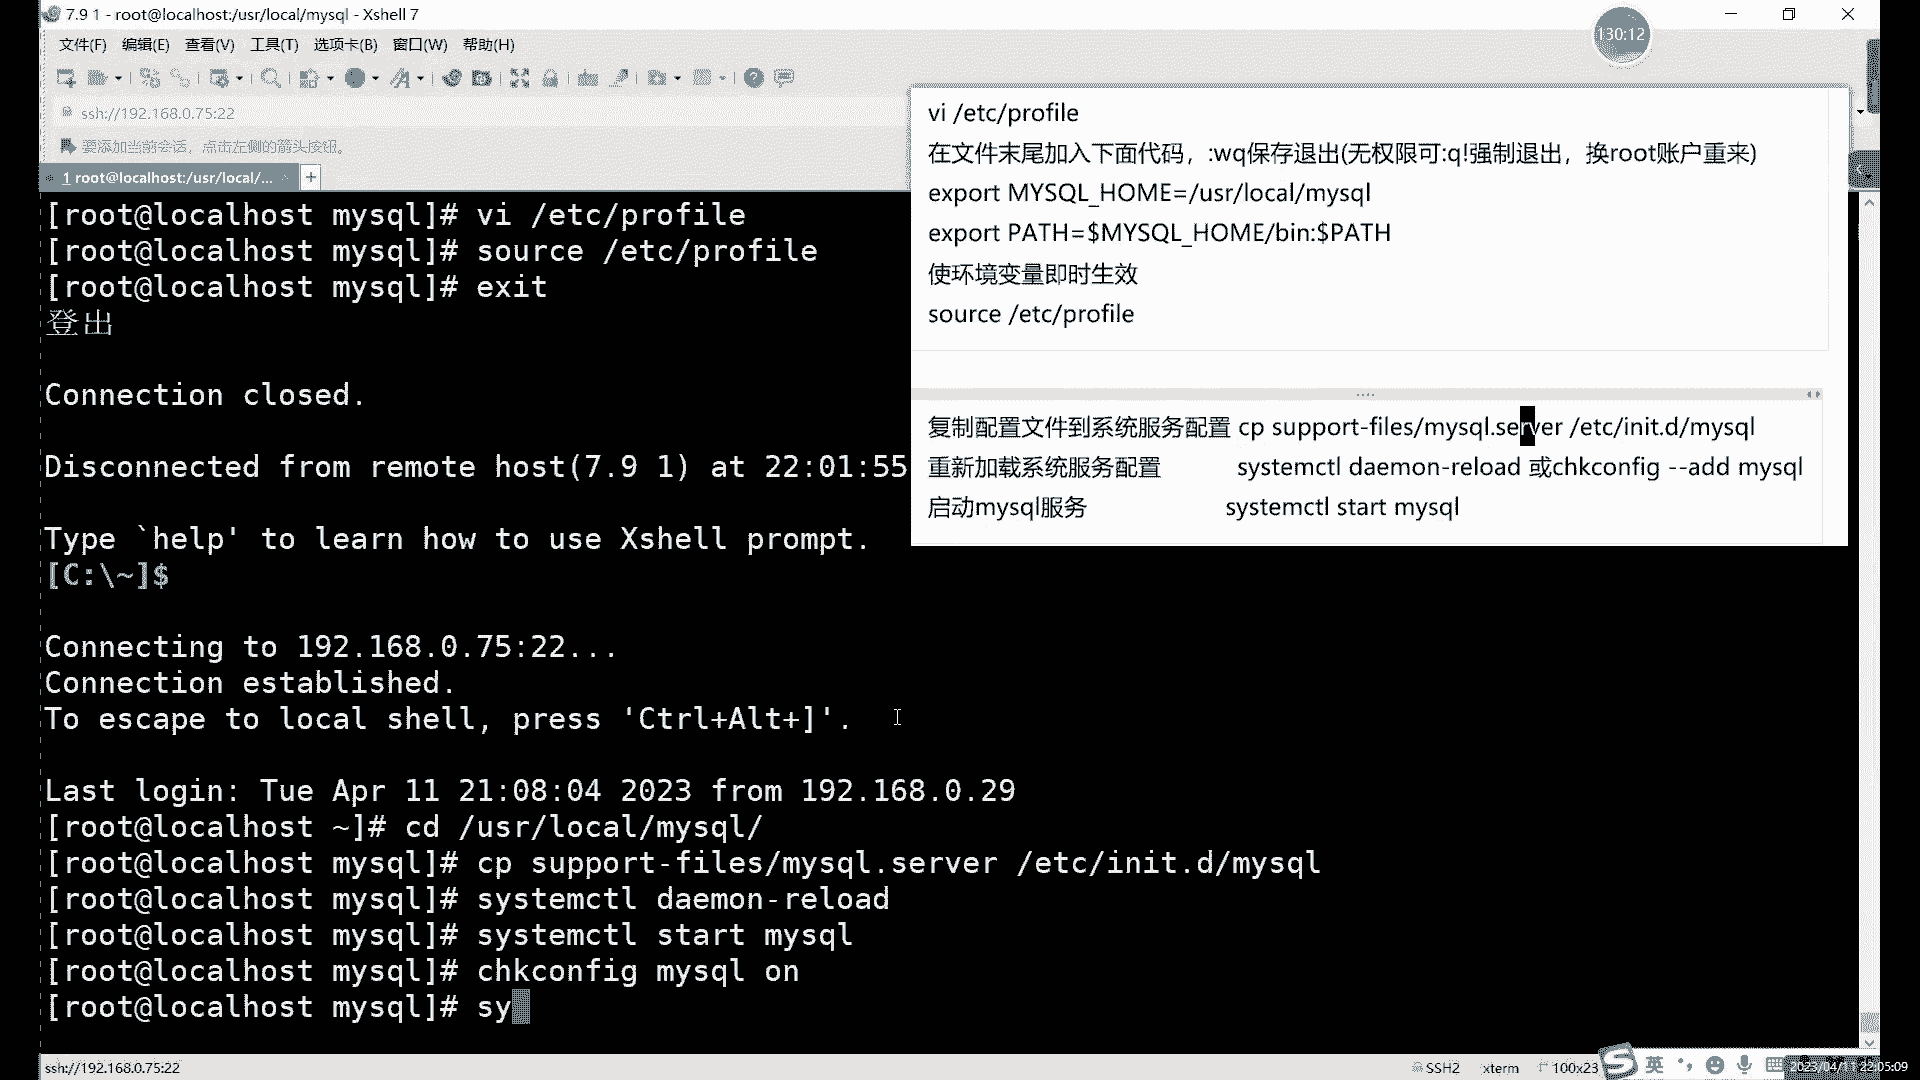 7.9 1 - root@localhost:/usr/local/mysql - Xshell 7
130:12
文件(F) 编辑(E) 查看(V) 工具(T) 选项卡(B) 窗口(W) 帮助(H)
ssh://192.168.0.75:22
要添加当前会话，点击左侧的箭头按钮。
1 root@localhost:/usr/local/...
[root@localhost mysql]# vi /etc/profile
[root@localhost mysql]# source /etc/profile
[root@localhost mysql]# exit
登出
Connection closed.
Disconnected from remote host(7.9 1) at 22:01:55
Type `help' to learn how to use Xshell prompt.
[C:\~]$
Connecting to 192.168.0.75:22...
Connection established.
To escape to local shell, press 'Ctrl+Alt+]'.
Last login: Tue Apr 11 21:08:04 2023 from 192.168.0.29
[root@localhost ~]# cd /usr/local/mysql/
[root@localhost mysql]# cp support-files/mysql.server /etc/init.d/mysql
[root@localhost mysql]# systemctl daemon-reload
[root@localhost mysql]# systemctl start mysql
[root@localhost mysql]# chkconfig mysql on
[root@localhost mysql]# sy
vi /etc/profile
在文件末尾加入下面代码，:wq保存退出(无权限可:q!强制退出，换root账户重来)
export MYSQL_HOME=/usr/local/mysql
export PATH=$MYSQL_HOME/bin:$PATH
使环境变量即时生效
source /etc/profile
复制配置文件到系统服务配置 cp support-files/mysql.server /etc/init.d/mysql
重新加载系统服务配置 systemctl daemon-reload 或chkconfig --add mysql
启动mysql服务 systemctl start mysql
ssh://192.168.0.75:22
SSH2 xterm 100x23
英
2023/04/11 22:05:09